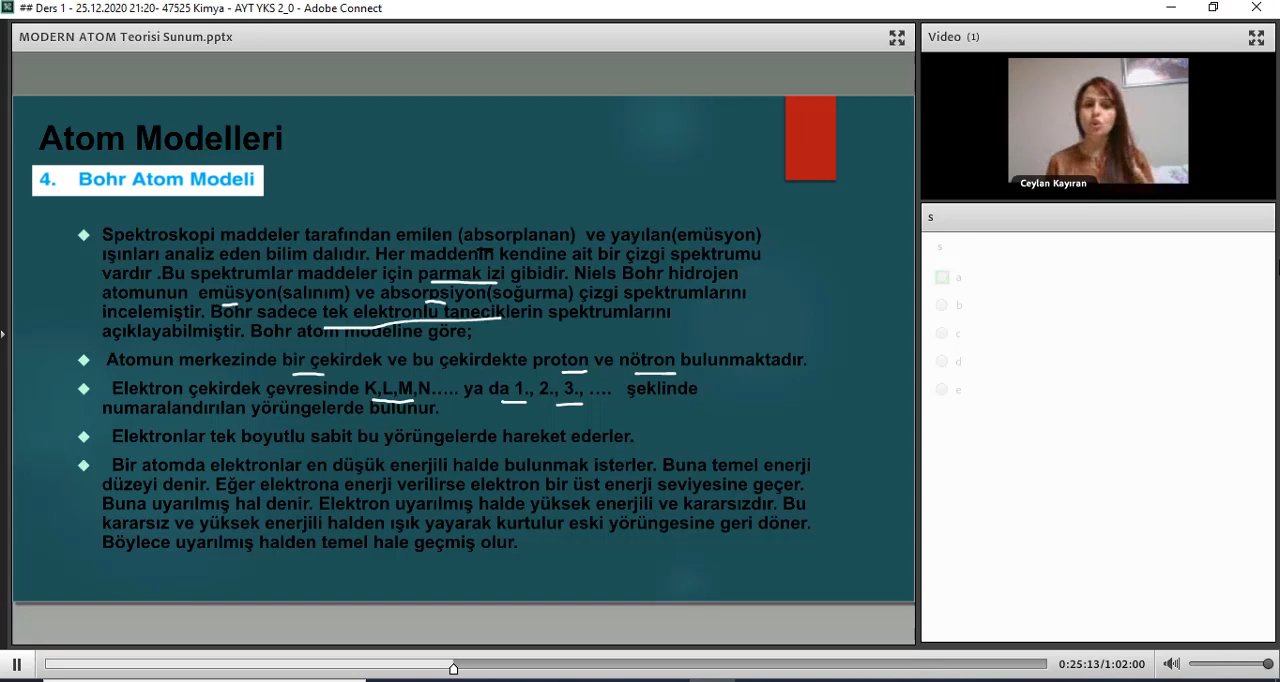 ## Ders 1 - 25.12.2020 21:20- 47525 Kimya - AYT YKS 2_0 - Adobe Connect
MODERN ATOM Teorisi Sunum.pptx
Atom Modelleri
4. Bohr Atom Modeli
Spektroskopi maddeler tarafından emilen (absorplanan) ve yayılan(emüsyon)
ışınları analiz eden bilim dalıdır. Her maddenin kendine ait bir çizgi spektrumu
vardır .Bu spektrumlar maddeler için parmak izi gibidir. Niels Bohr hidrojen
atomunun emüsyon(salınım) ve absorpsiyon(soğurma) çizgi spektrumlarını
incelemiştir. Bohr sadece tek elektronlu taneciklerin spektrumlarını
açıklayabilmiştir. Bohr atom modeline göre;
Atomun merkezinde bir çekirdek ve bu çekirdekte proton ve nötron bulunmaktadır.
Elektron çekirdek çevresinde K,L,M,N….. ya da 1., 2., 3., …. şeklinde
numaralandırılan yörüngelerde bulunur.
Elektronlar tek boyutlu sabit bu yörüngelerde hareket ederler.
Bir atomda elektronlar en düşük enerjili halde bulunmak isterler. Buna temel enerji
düzeyi denir. Eğer elektrona enerji verilirse elektron bir üst enerji seviyesine geçer.
Buna uyarılmış hal denir. Elektron uyarılmış halde yüksek enerjili ve kararsızdır. Bu
kararsız ve yüksek enerjili halden ışık yayarak kurtulur eski yörüngesine geri döner.
Böylece uyarılmış halden temel hale geçmiş olur.
Video (1)
Ceylan Kayıran
s
s
a
b
c
d
e
0:25:13/1:02:00